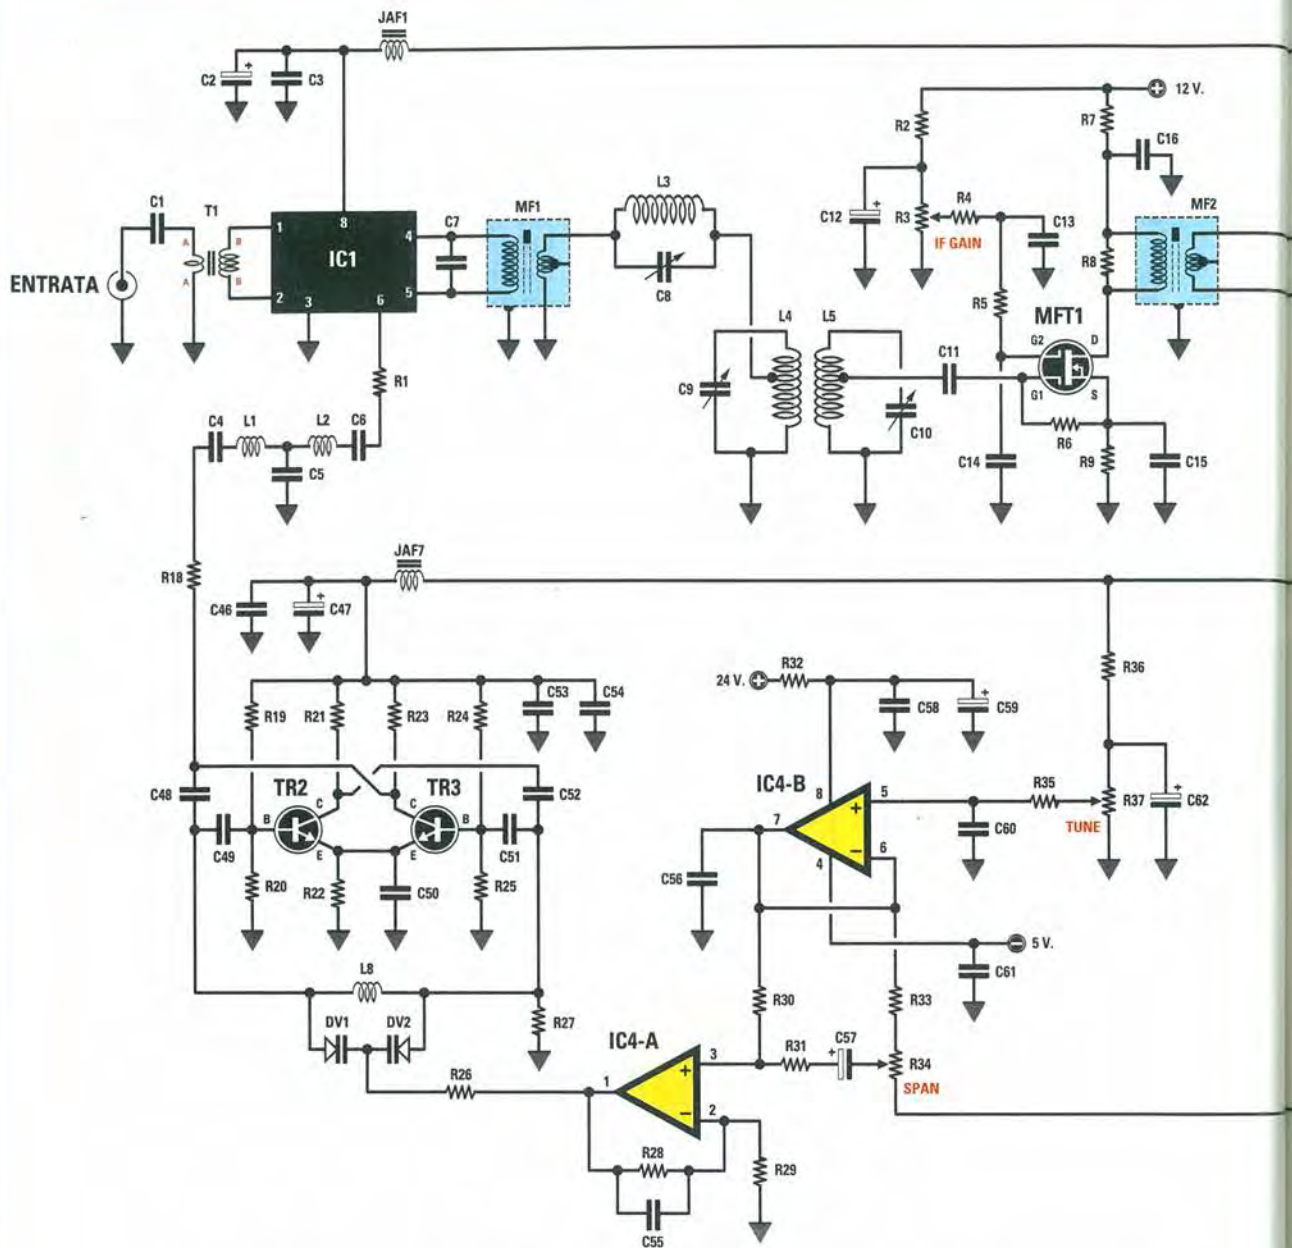 JAF1
C2 + C3
12 V.
R2 R7
C16
C1 T1 A B A B
1 8 4
IC1
2 3 6 5
C7 MF1
L3
C8
C12 + R3 R4 C13
IF GAIN
MF2
R8
ENTRATA
R5
MFT1
G2 D
G1 S
L4 L5
C9 C10 C11
R1
C4 L1 L2 C6
C5
R6
C14 R9 C15
JAF7
R18
C46 C47 +
R36
24 V. R32
C58 C59 +
R19 R21 R23 R24 C53 C54
TR2 TR3
C48 C52
C49 B C E C E B C51
R20 R22 C50 R25
IC4-B
8 5 + 7 − 6 4
R35 R37 C62 +
TUNE
C60
C56
5 V.
C61
L8
DV1 DV2
R27
R30 R33
IC4-A
3 + 1 − 2
R31 + C57 R34
SPAN
R26
R28 R29
C55